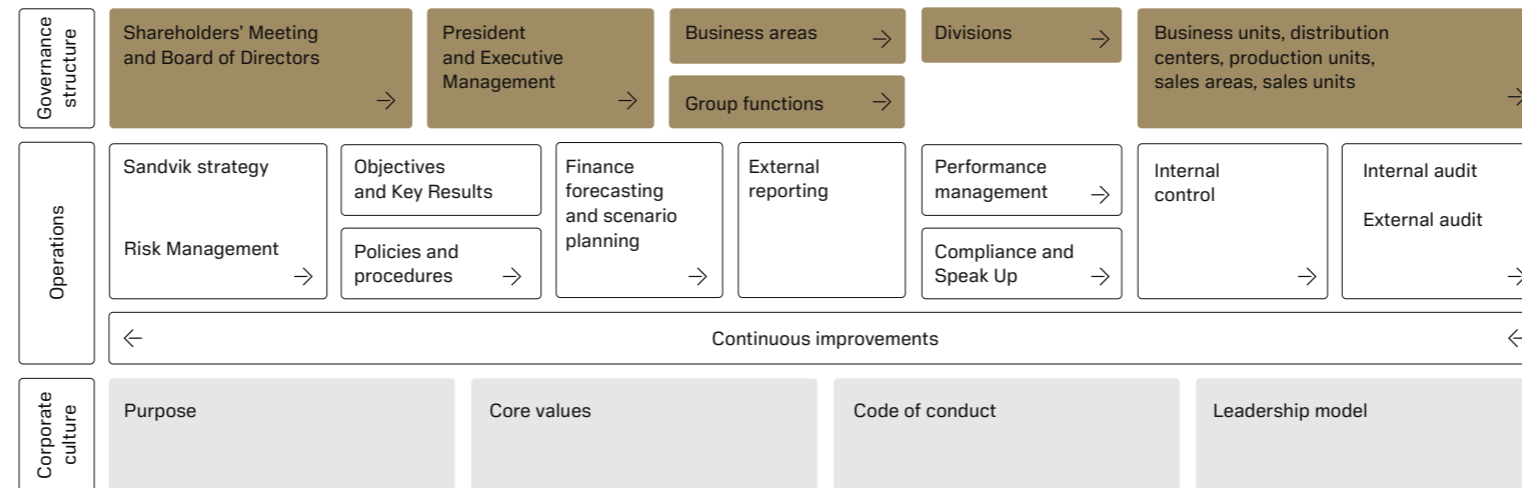 Governance
structure
Shareholders’ Meeting
and Board of Directors
President
and Executive
Management
Business areas
Group functions
Divisions
Business units, distribution
centers, production units,
sales areas, sales units
Operations
Sandvik strategy
Risk Management
Objectives
and Key Results
Policies and
procedures
Finance
forecasting
and scenario
planning
External
reporting
Performance
management
Compliance and
Speak Up
Internal
control
Internal audit
External audit
Continuous improvements
Corporate
culture
Purpose
Core values
Code of conduct
Leadership model